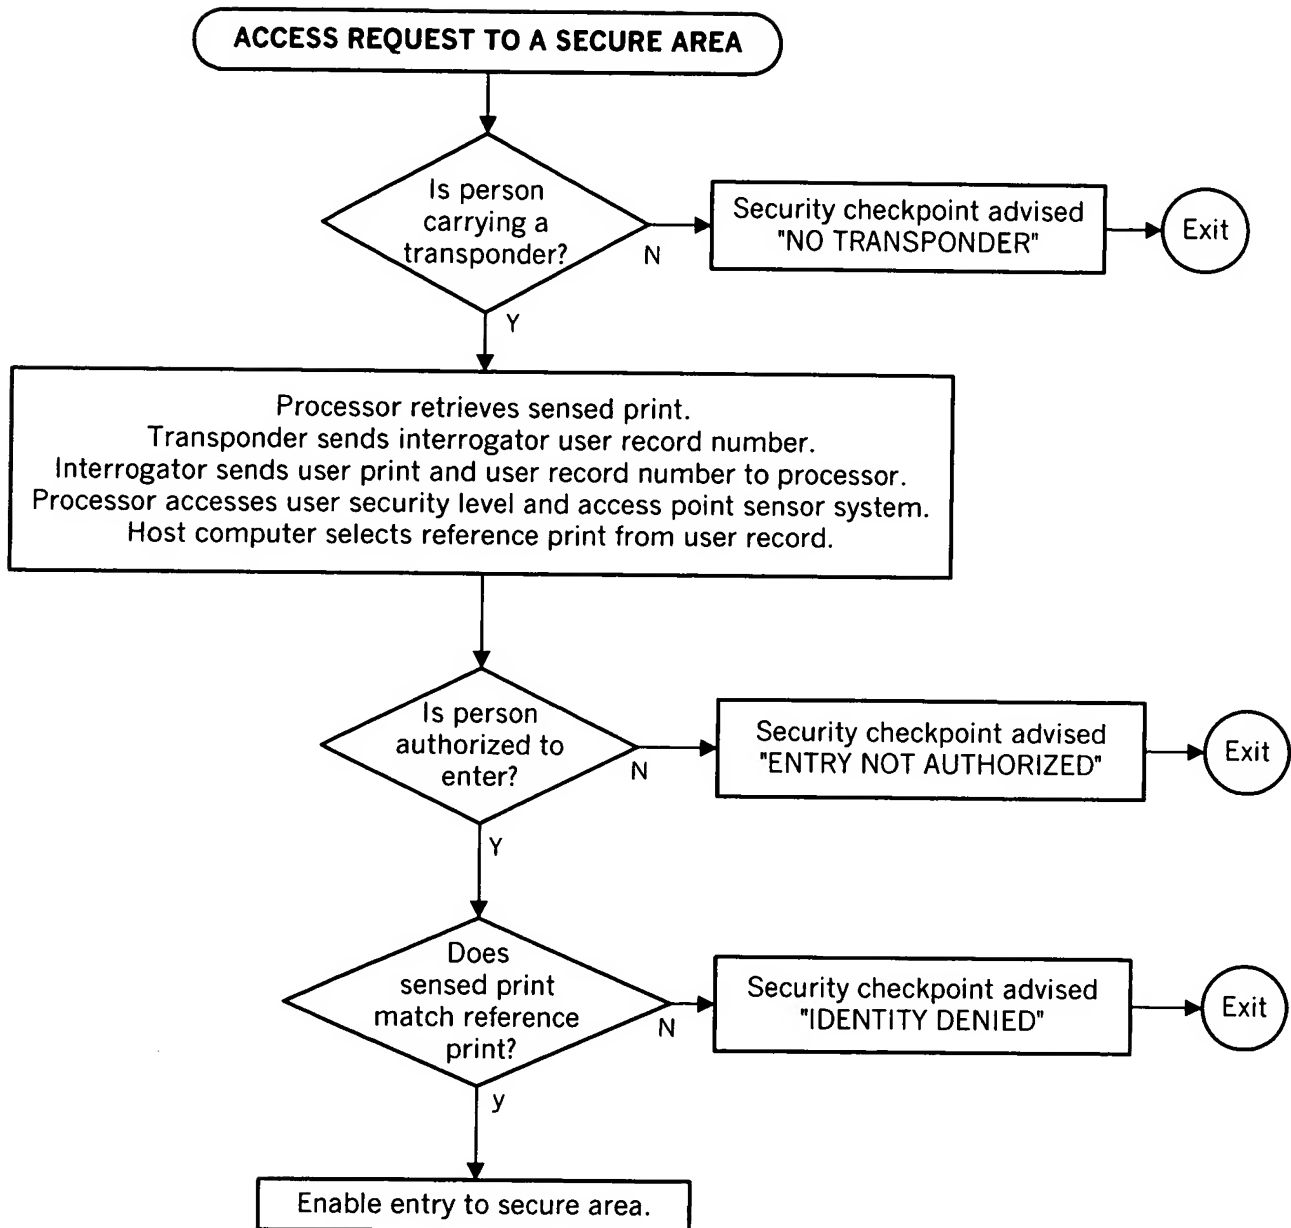 ACCESS REQUEST TO A SECURE AREA
Is person
carrying a
transponder?
N
Security checkpoint advised
"NO TRANSPONDER"
Exit
Y
Processor retrieves sensed print.
Transponder sends interrogator user record number.
Interrogator sends user print and user record number to processor.
Processor accesses user security level and access point sensor system.
Host computer selects reference print from user record.
Is person
authorized to
enter?
N
Security checkpoint advised
"ENTRY NOT AUTHORIZED"
Exit
Y
Does
sensed print
match reference
print?
N
Security checkpoint advised
"IDENTITY DENIED"
Exit
y
Enable entry to secure area.